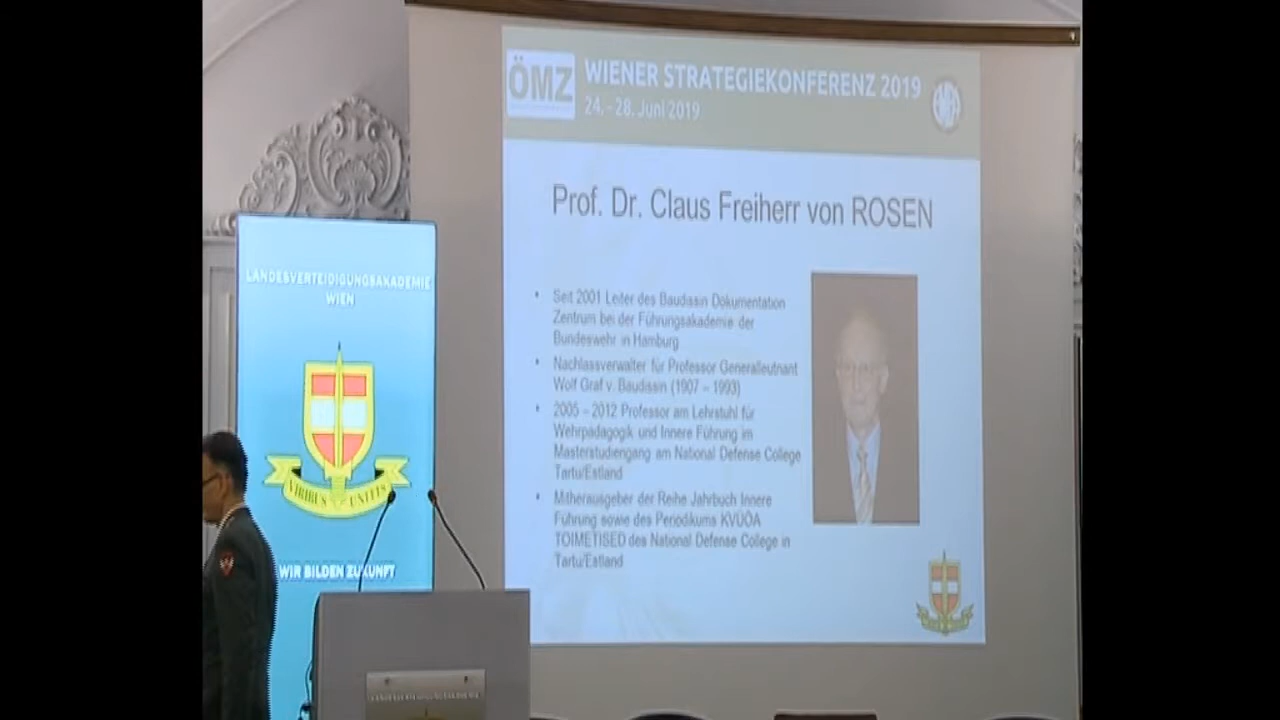 ÖMZ
WIENER STRATEGIEKONFERENZ 2019
24. - 28. Juni 2019
Prof. Dr. Claus Freiherr von ROSEN
• Seit 2001 Leiter des Baudissin Dokumentation
Zentrum bei der Führungsakademie der
Bundeswehr in Hamburg
• Nachlassverwalter für Professor Generalleutnant
Wolf Graf v. Baudissin (1907 – 1993)
• 2005 – 2012 Professor am Lehrstuhl für
Wehrpädagogik und Innere Führung im
Masterstudiengang am National Defense College
Tartu/Estland
• Mitherausgeber der Reihe Jahrbuch Innere
Führung sowie des Periodikums KVÜÕA
TOIMETISED des National Defense College in
Tartu/Estland
LANDESVERTEIDIGUNGSAKADEMIE
WIEN
VIRIBUS UNITIS
WIR BILDEN ZUKUNFT